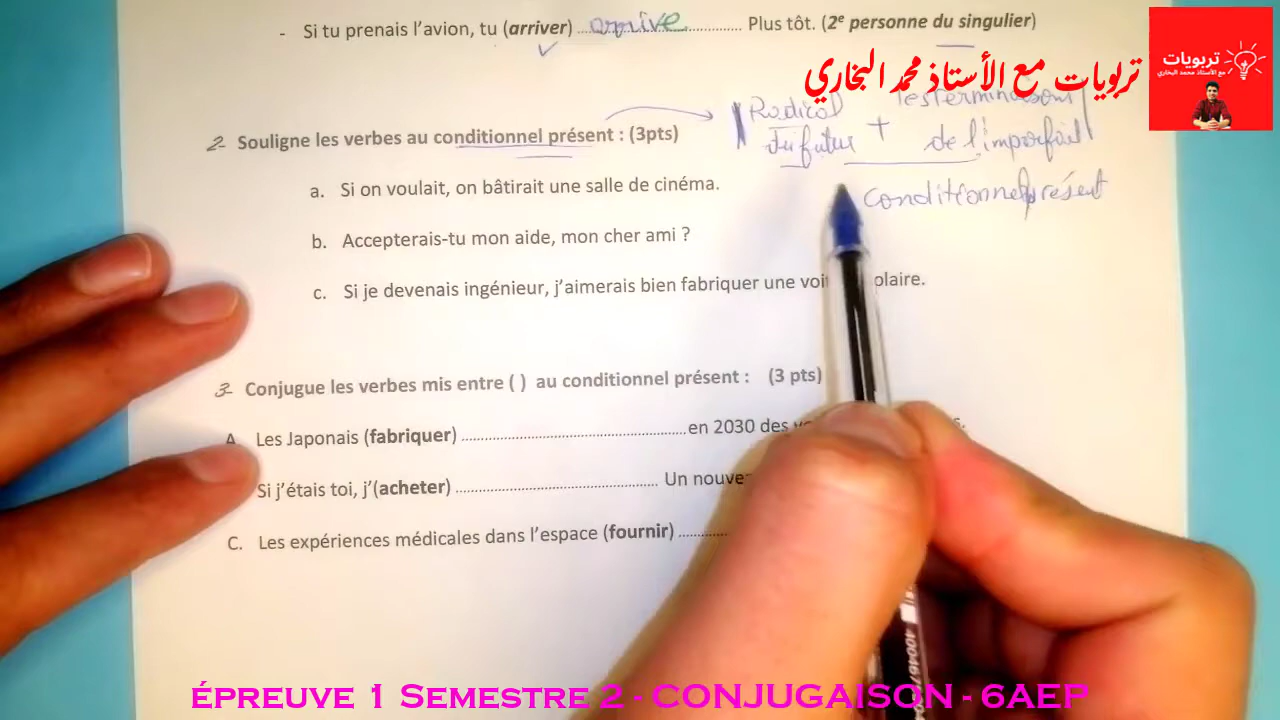 - Si tu prenais l'avion, tu (arriver) ............ Plus tôt. (2e personne du singulier)
تربويات
مع الأستاذ محمد البخاري
تربويات مع الأستاذ محمد البخاري
Radical + les terminaisons
du futur de l'imparfait
2- Souligne les verbes au conditionnel présent : (3pts)
conditionnel présent
a. Si on voulait, on bâtirait une salle de cinéma.
b. Accepterais-tu mon aide, mon cher ami ?
c. Si je devenais ingénieur, j'aimerais bien fabriquer une voi olaire.
3- Conjugue les verbes mis entre ( ) au conditionnel présent : (3 pts)
A. Les Japonais (fabriquer) ............ en 2030 des
Si j'étais toi, j'(acheter) ............ Un nouve
C. Les expériences médicales dans l'espace (fournir) ............
épreuve 1 Semestre 2 - CONJUGAISON - 6AEP